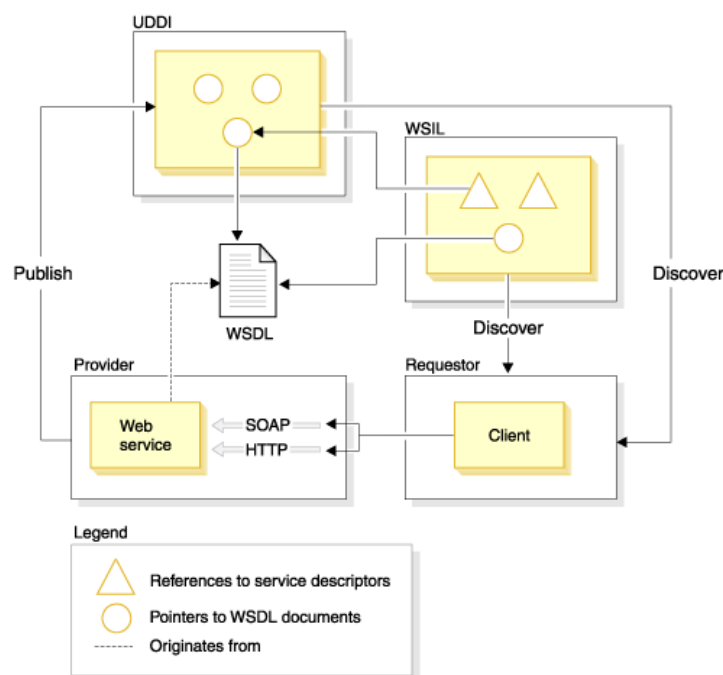 UDDI
WSIL
Publish
Discover
WSDL
Discover
Provider
Requestor
Web
service
SOAP
HTTP
Client
Legend
References to service descriptors
Pointers to WSDL documents
Originates from